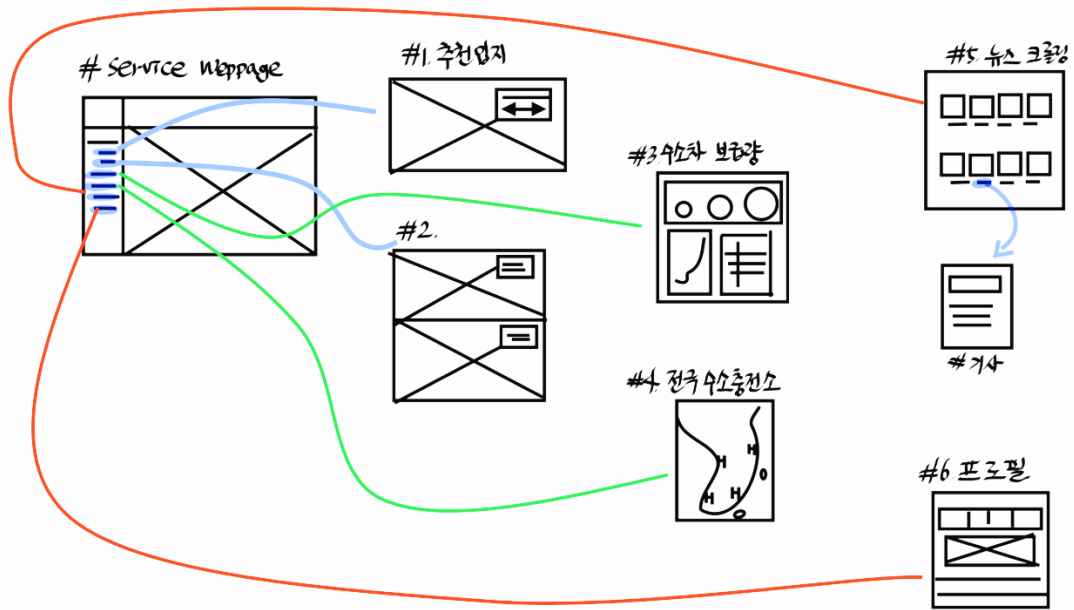 # Service Weppage
#1. 추천입지
#2.
#3. 수소차 보급량
#4. 전국 수소충전소
H
H
H
H
#5. 뉴스 크롤링
# 기사
#6. 프로필